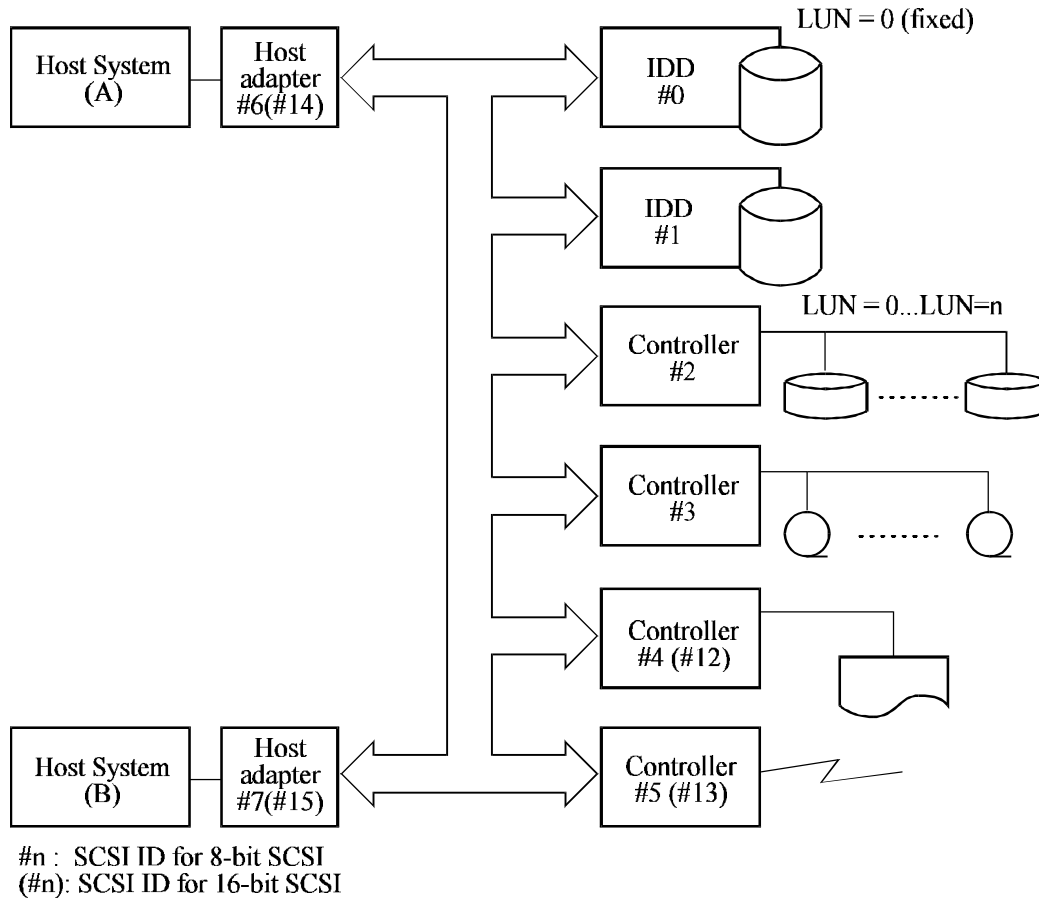 LUN = 0 (fixed)
Host System
(A)
Host
adapter
#6(#14)
IDD
#0
IDD
#1
LUN = 0...LUN=n
Controller
#2
Controller
#3
Controller
#4 (#12)
Host System
(B)
Host
adapter
#7(#15)
Controller
#5 (#13)
#n : SCSI ID for 8-bit SCSI
(#n): SCSI ID for 16-bit SCSI